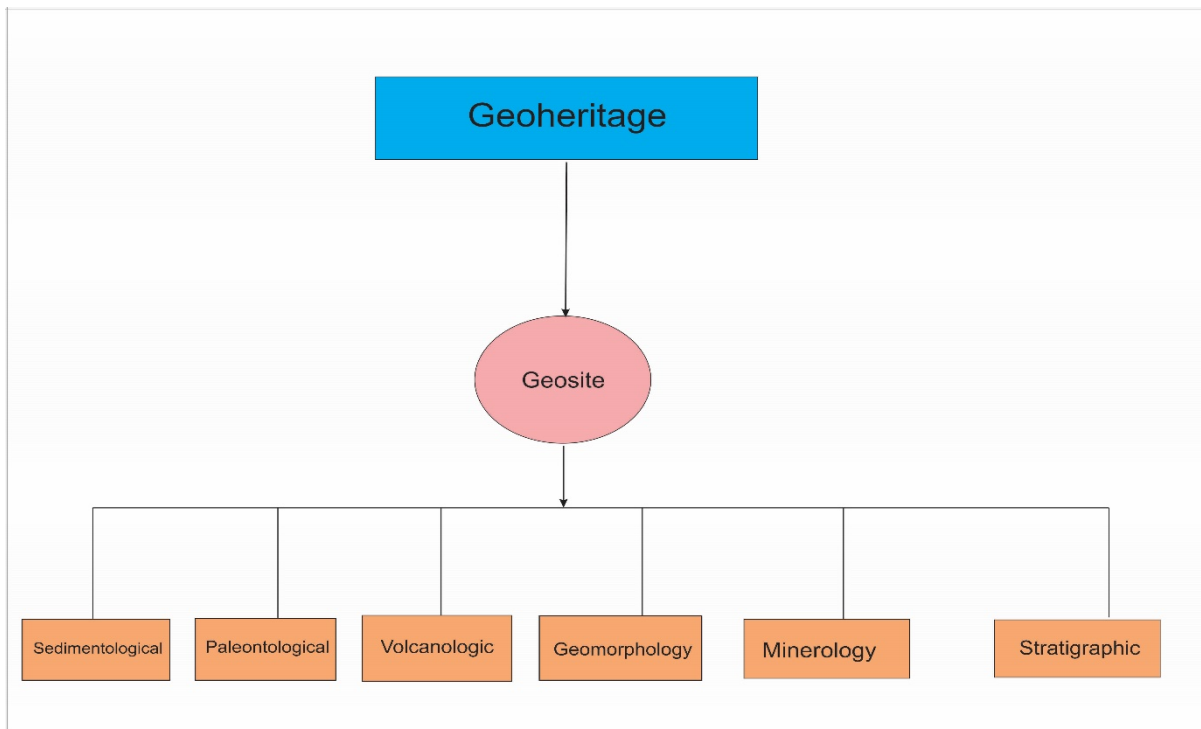 Geoheritage
Geosite
Sedimentological
Paleontological
Volcanologic
Geomorphology
Minerology
Stratigraphic